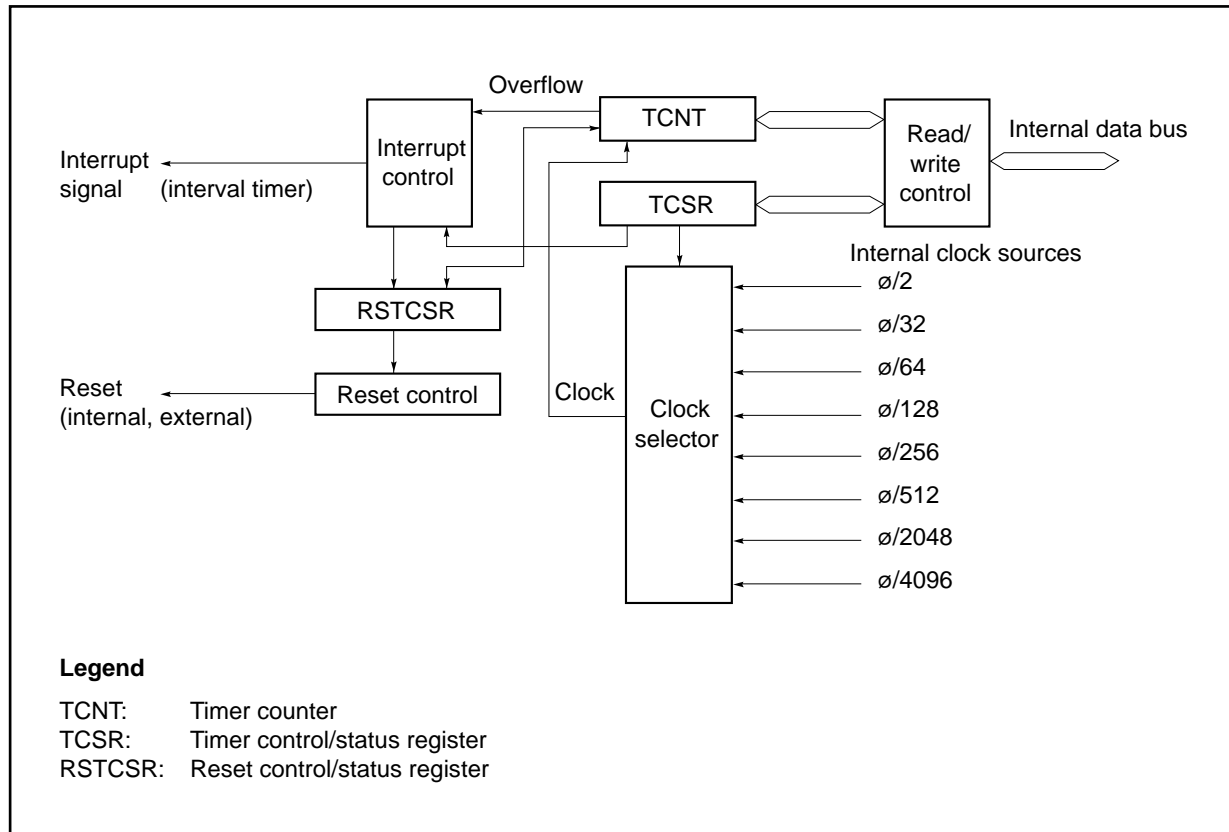 Overflow
TCNT
Interrupt
control
Read/
write
control
Internal data bus
Interrupt
signal
(interval timer)
TCSR
Internal clock sources
ø/2
RSTCSR
ø/32
ø/64
Reset
(internal, external)
Reset control
Clock
Clock
selector
ø/128
ø/256
ø/512
ø/2048
ø/4096
Legend
TCNT: Timer counter
TCSR: Timer control/status register
RSTCSR: Reset control/status register